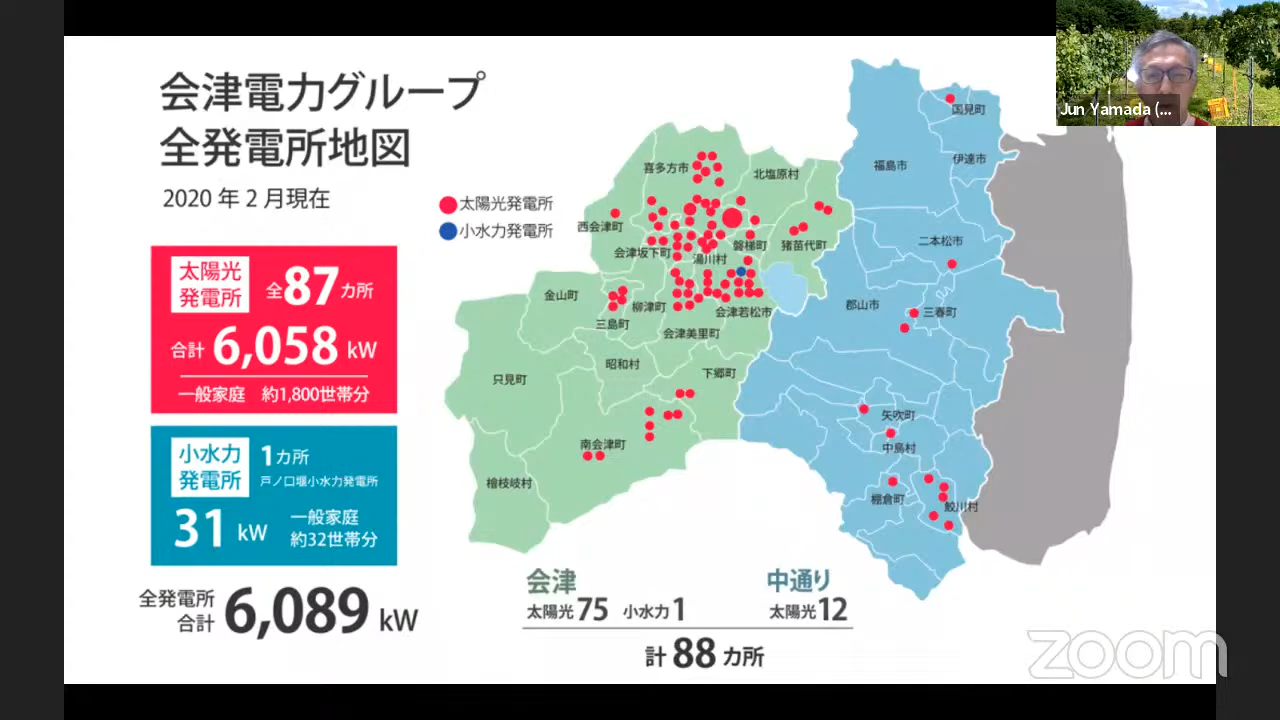 会津電力グループ
全発電所地図
2020 年 2 月現在
太陽光発電所
小水力発電所
太陽光
発電所
全87カ所
合計 6,058 kW
一般家庭 約1,800世帯分
小水力
発電所
1カ所
戸ノ口堰小水力発電所
31 kW
一般家庭
約32世帯分
全発電所
合計
6,089 kW
喜多方市
北塩原村
西会津町
会津坂下町
湯川村
磐梯町
猪苗代町
金山町
柳津町
三島町
会津若松市
会津美里町
昭和村
下郷町
只見町
南会津町
檜枝岐村
国見町
伊達市
福島市
二本松市
郡山市
三春町
矢吹町
中島村
棚倉町
鮫川村
会津
太陽光 75 小水力 1
中通り
太陽光 12
計 88 カ所
Jun Yamada (...
zoom